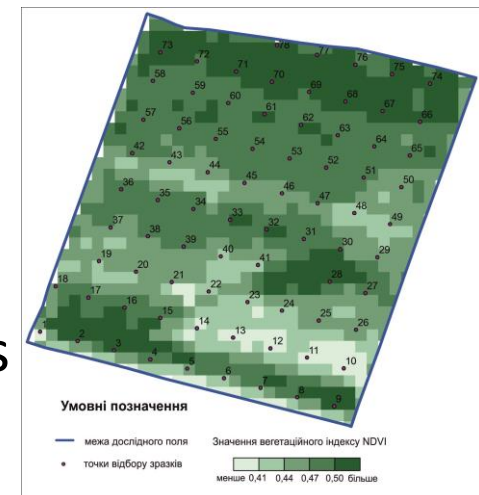 73 72 78 77 76 75 74
71 70 69 68 67 66
58 59 60 61 62 63 64 65
57 56 55 54 53 52 51 50
42 43 44 45 46 47 48 49
36 35 34 33 32 31 30 29
37 38 39 40 41 28 27
18 19 20 21 22 23 24 25 26
17 16 15 14 13 12 11 10
1 2 3 4 5 6 7 8 9
s
Умовні позначення
межа дослідного поля
точки відбору зразків
Значення вегетаційного індексу NDVI
менше 0,41 0,44 0,47 0,50 більше